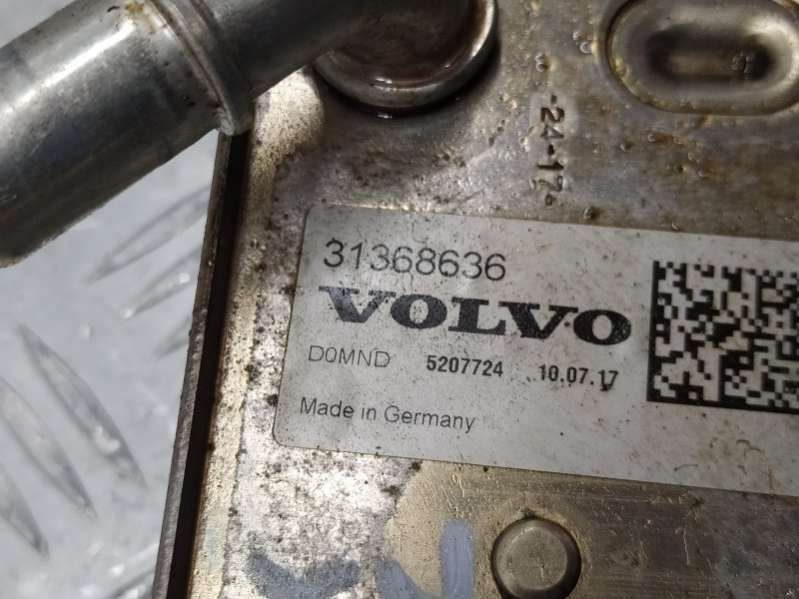 -24-17-
31368636
VOLVO
D0MND 5207724 10.07.17
Made in Germany